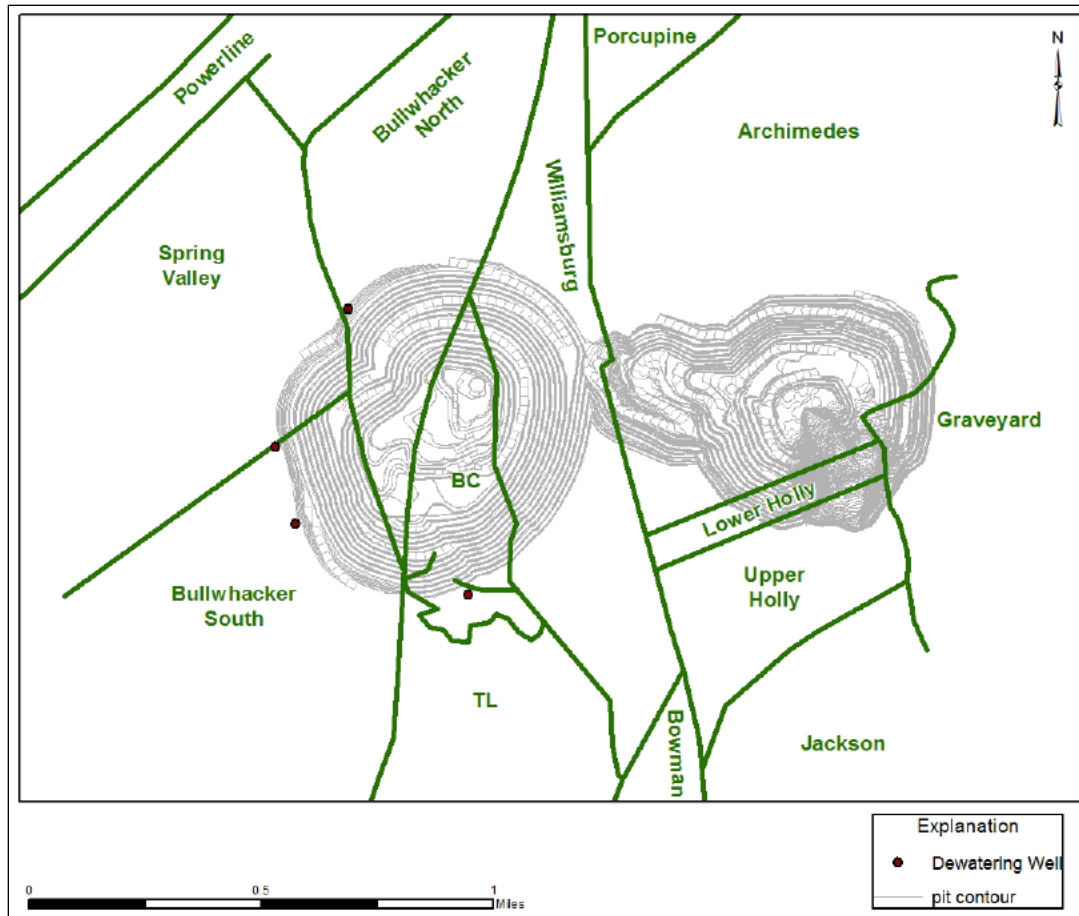 Porcupine
N
Powerline
Bullwhacker
North
Archimedes
Williamsburg
Spring
Valley
Graveyard
BC
Lower Holly
Bullwhacker
South
Upper
Holly
TL
Bowman
Jackson
Explanation
Dewatering Well
pit contour
0
0.5
1
Miles